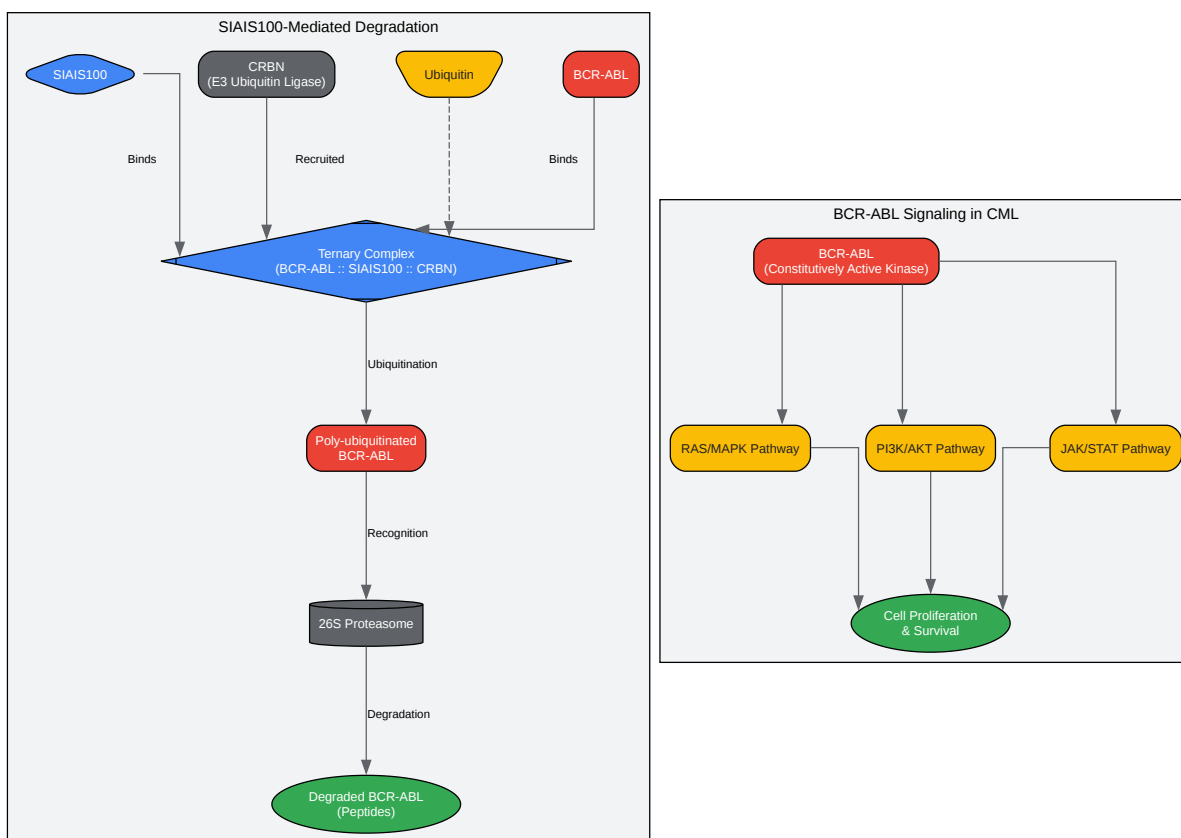 SIAIS100-Mediated Degradation
SIAIS100
CRBN
(E3 Ubiquitin Ligase)
Ubiquitin
BCR-ABL
Binds
Recruited
Binds
Ternary Complex
(BCR-ABL :: SIAIS100 :: CRBN)
Ubiquitination
Poly-ubiquitinated
BCR-ABL
Recognition
26S Proteasome
Degradation
Degraded BCR-ABL
(Peptides)
BCR-ABL Signaling in CML
BCR-ABL
(Constitutively Active Kinase)
RAS/MAPK Pathway
PI3K/AKT Pathway
JAK/STAT Pathway
Cell Proliferation
& Survival